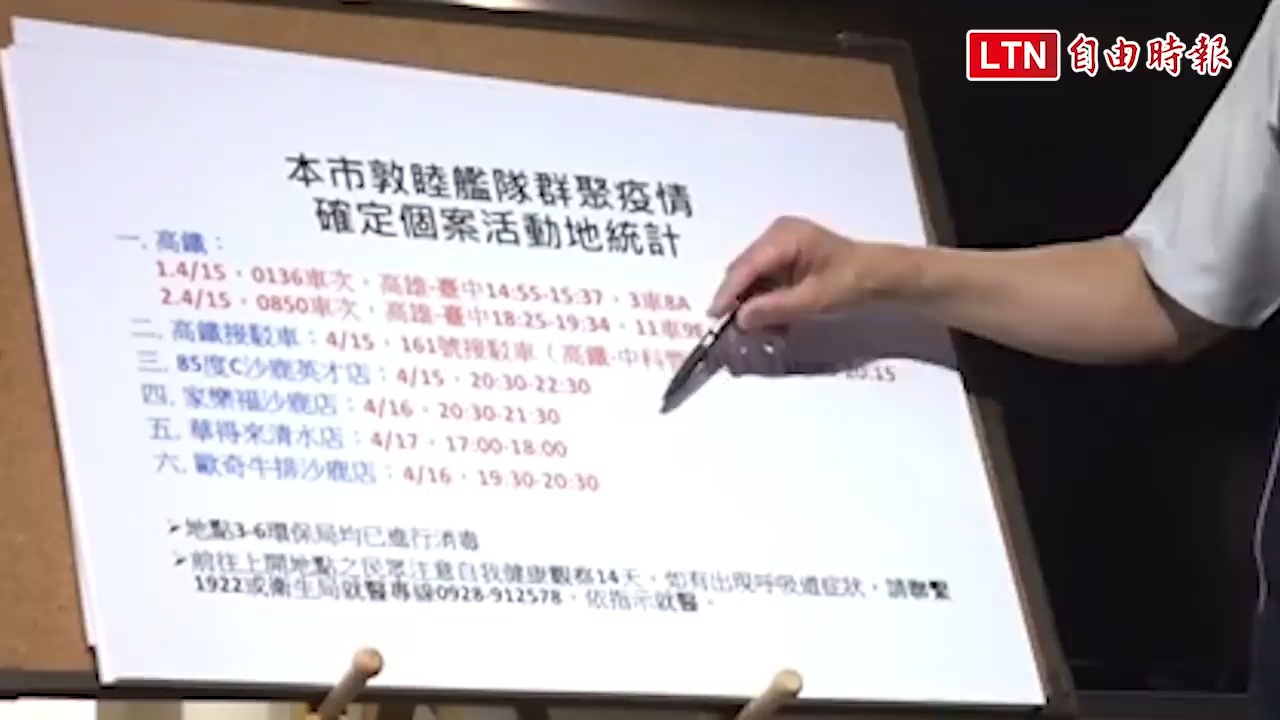 LTN 自由時報
本市敦睦艦隊群聚疫情
確定個案活動地統計
一. 高鐵：
1.4/15，0136車次，高雄-臺中14:55-15:37，3車8A
2.4/15，0850車次，高雄-臺中18:25-19:34，11車9E
二. 高鐵接駁車：4/15，161號接駁車（高鐵-中科 20:15
三. 85度C沙鹿英才店：4/15，20:30-22:30
四. 家樂福沙鹿店：4/16，20:30-21:30
五. 華得來清水店：4/17，17:00-18:00
六. 歐奇牛排沙鹿店：4/16，19:30-20:30
➢地點3-6環保局均已進行消毒
➢前往上開地點之民眾注意自我健康觀察14天，如有出現呼吸道症狀，請聯繫
1922或衛生局就醫專線0928-912578，依指示就醫。